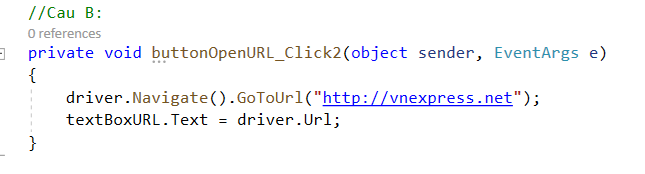 //Cau B:
0 references
private void buttonOpenURL_Click2(object sender, EventArgs e)
{
driver.Navigate().GoToUrl("http://vnexpress.net");
textBoxURL.Text = driver.Url;
}